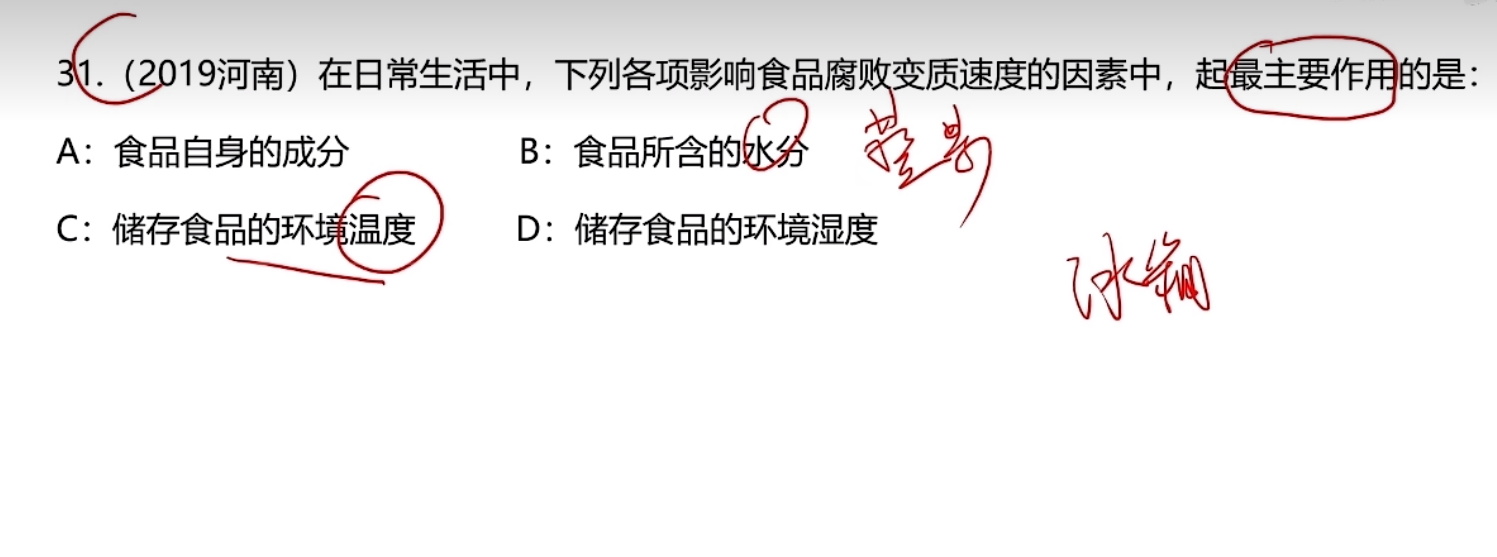 31.（2019河南）在日常生活中，下列各项影响食品腐败变质速度的因素中，起最主要作用的是：
A：食品自身的成分 B：食品所含的水分
C：储存食品的环境温度 D：储存食品的环境湿度
冰箱